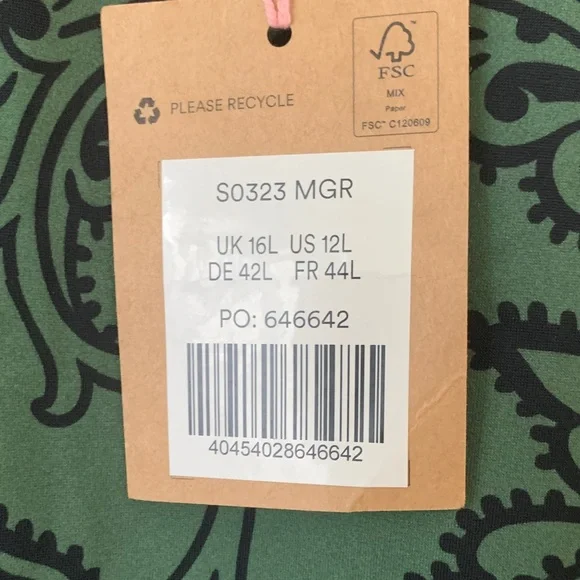 PLEASE RECYCLE
FSC
MIX
Paper
FSC™ C120609
S0323 MGR
UK 16L US 12L
DE 42L FR 44L
PO: 646642
40454028646642